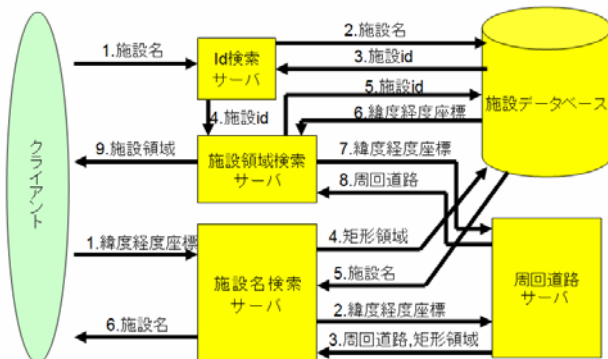 2.施設名
1.施設名
Id検索
サーバ
3.施設id
5.施設id
施設データベース
4.施設id
6.緯度経度座標
クライアント
9.施設領域
施設領域検索
サーバ
7.緯度経度座標
8.周回道路
1.緯度経度座標
4.矩形領域
施設名検索
サーバ
5.施設名
周回道路
サーバ
2.緯度経度座標
6.施設名
3.周回道路,矩形領域